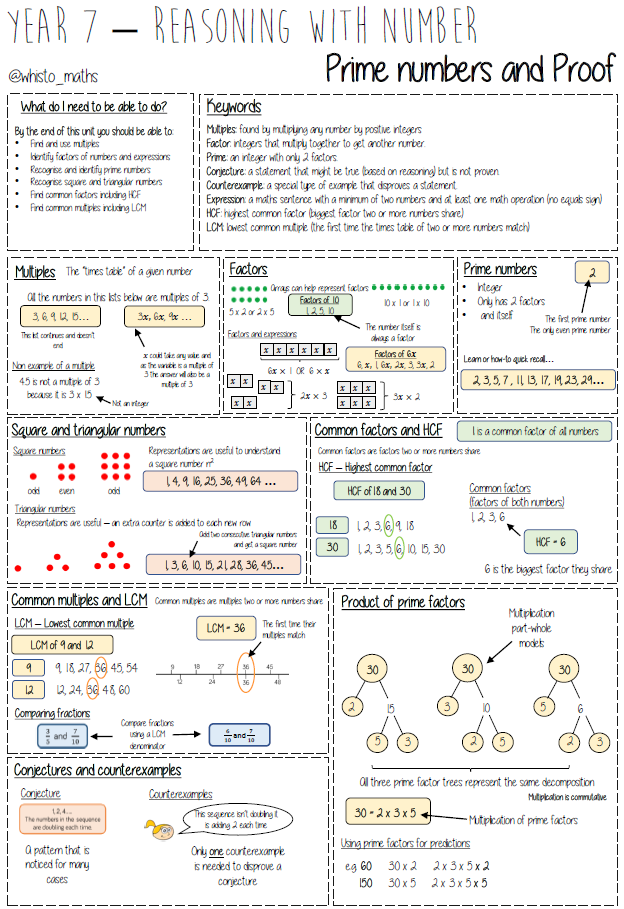 YEAR 7 – REASONING WITH NUMBER
@whisto_maths
Prime numbers and Proof
What do I need to be able to do?
By the end of this unit you should be able to:
• Find and use multiples
• Identify factors of numbers and expressions
• Recognise and identify prime numbers
• Recognise square and triangular numbers
• Find common factors including HCF
• Find common multiples including LCM
Keywords
Multiples: found by multiplying any number by positive integers
Factor: integers that multiply together to get another number.
Prime: an integer with only 2 factors.
Conjecture: a statement that might be true (based on reasoning) but is not proven.
Counterexample: a special type of example that disproves a statement.
Expression: a maths sentence with a minimum of two numbers and at least one math operation (no equals sign)
HCF: highest common factor (biggest factor two or more numbers share)
LCM: lowest common multiple (the first time the times table of two or more numbers match)
Multiples
The "times table" of a given number
All the numbers in this lists below are multiples of 3
3, 6, 9, 12, 15...
3x, 6x, 9x ...
This list continues and doesn't
end
x could take any value and
as the variable is a multiple of
3 the answer will also be a
multiple of 3
Non example of a multiple
4.5 is not a multiple of 3
because it is 3 x 1.5
Not an integer
Factors
Arrays can help represent factors
5 x 2 or 2 x 5
Factors of 10
1, 2, 5, 10
10 x 1 or 1 x 10
The number itself is
always a factor
Factors and expressions
x x x x x x
6x x 1 OR 6 x x
Factors of 6x
6, x, 1, 6x, 2x, 3, 3x, 2
x x
x x
x x
2x x 3
x x x
x x x
3x x 2
Prime numbers
• Integer
• Only has 2 factors
• and itself
2
The first prime number
The only even prime number
Learn or how-to quick recall...
2, 3, 5, 7, 11, 13, 17, 19, 23, 29...
Square and triangular numbers
Square numbers
odd even odd
Representations are useful to understand
a square number n²
1, 4, 9, 16, 25, 36, 49, 64 ...
Triangular numbers
Representations are useful – an extra counter is added to each new row
Add two consecutive triangular numbers
and get a square number
1, 3, 6, 10, 15, 21, 28, 36, 45...
Common factors and HCF
1 is a common factor of all numbers
Common factors are factors two or more numbers share
HCF – Highest common factor
HCF of 18 and 30
18 1, 2, 3, 6, 9, 18
30 1, 2, 3, 5, 6, 10, 15, 30
Common factors
(factors of both numbers)
1, 2, 3, 6
HCF = 6
6 is the biggest factor they share
Common multiples and LCM
Common multiples are multiples two or more numbers share
LCM – Lowest common multiple
LCM of 9 and 12
9 9, 18, 27, 36, 45, 54
12 12, 24, 36, 48, 60
LCM = 36
The first time their
multiples match
9 18 27 36 45
12 24 36 48
Comparing fractions
3/5 and 7/10
Compare fractions
using a LCM
denominator
6/10 and 7/10
Product of prime factors
Multiplication
part-whole
models
30 30 30
2 15 3 10 5 6
5 3 2 5 2 3
All three prime factor trees represent the same decomposition
Multiplication is commutative
30 = 2 x 3 x 5
Multiplication of prime factors
Using prime factors for predictions
e.g. 60 30 x 2 2 x 3 x 5 x 2
150 30 x 5 2 x 3 x 5 x 5
Conjectures and counterexamples
Conjecture
1, 2, 4....
The numbers in the sequence
are doubling each time
A pattern that is
noticed for many
cases
Counterexamples
This sequence isn't doubling it
is adding 2 each time
Only one counterexample
is needed to disprove a
conjecture